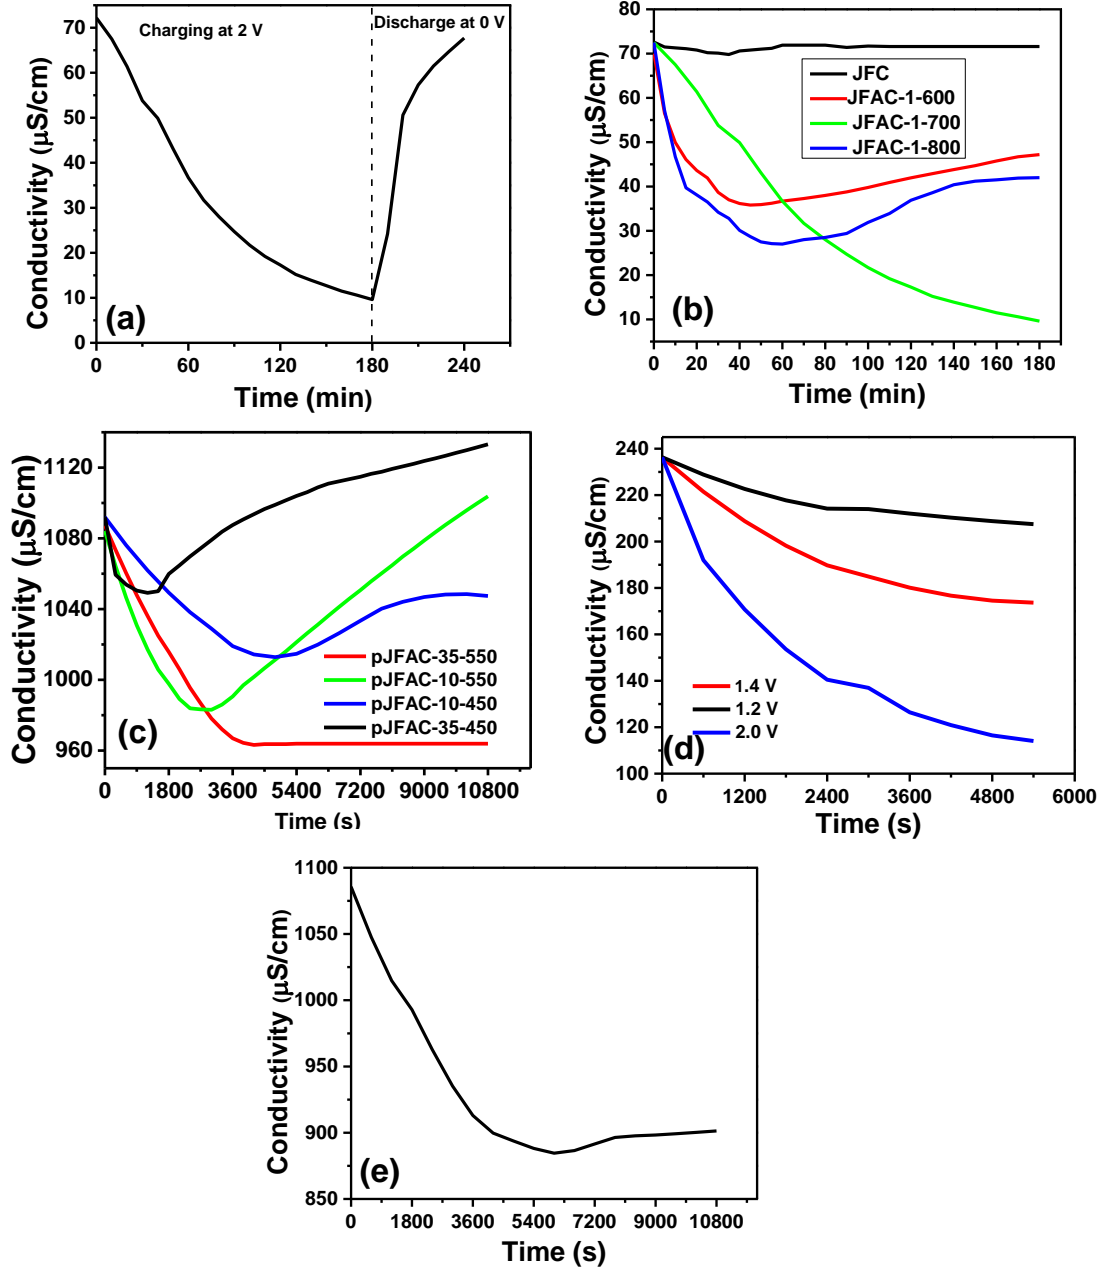 Charging at 2 V
Discharge at 0 V
70
60
50
40
30
20
10
0
Conductivity (μS/cm)
(a)
0
60
120
180
240
Time (min)
80
70
60
50
40
30
20
10
Conductivity (μS/cm)
JFC
JFAC-1-600
JFAC-1-700
JFAC-1-800
(b)
0 20 40 60 80 100 120 140 160 180
Time (min)
1120
1080
1040
1000
960
Conductivity (μS/cm)
pJFAC-35-550
pJFAC-10-550
pJFAC-10-450
pJFAC-35-450
(c)
0 1800 3600 5400 7200 9000 10800
Time (s)
240
220
200
180
160
140
120
100
Conductivity (μS/cm)
1.4 V
1.2 V
2.0 V
(d)
0 1200 2400 3600 4800 6000
Time (s)
1100
1050
1000
950
900
850
Conductivity (μS/cm)
(e)
0 1800 3600 5400 7200 9000 10800
Time (s)